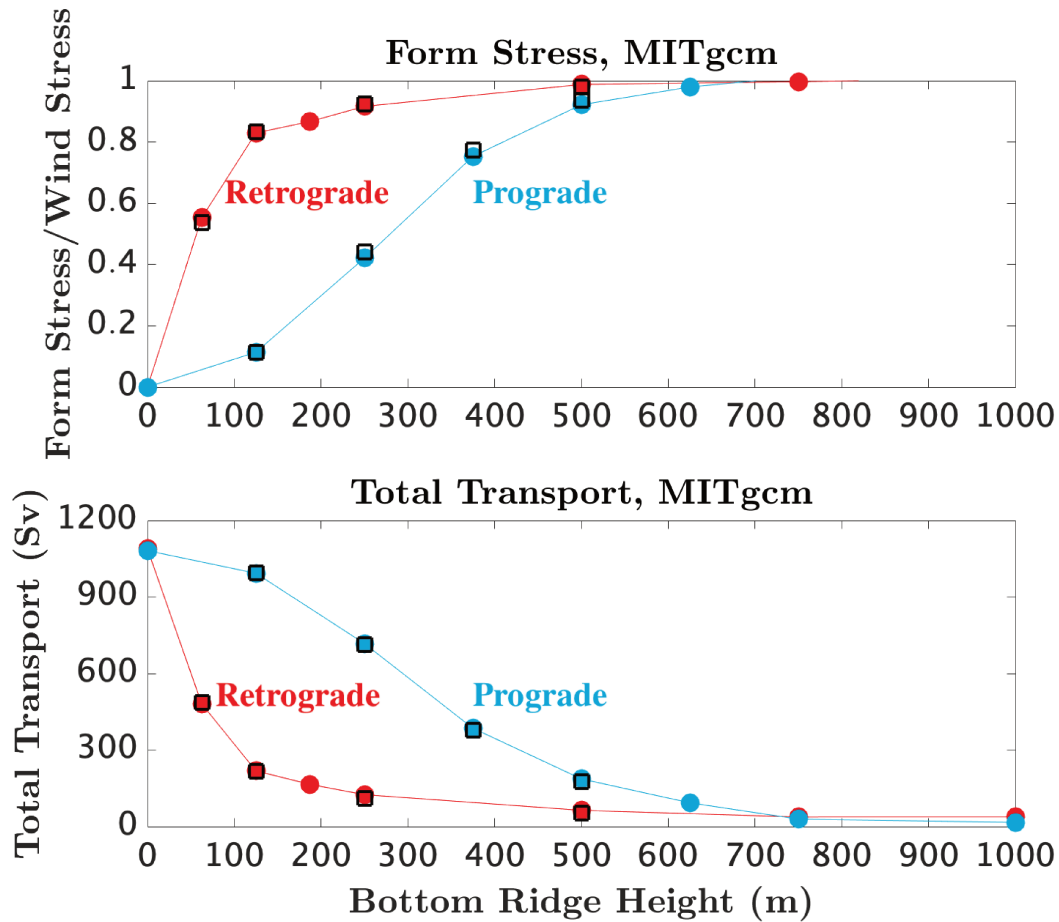 Form Stress, MITgcm
Form Stress/Wind Stress
1
0.8
0.6
0.4
0.2
0
Retrograde
Prograde
0 100 200 300 400 500 600 700 800 900 1000
Total Transport, MITgcm
Total Transport (Sv)
1200
900
600
300
0
Retrograde
Prograde
0 100 200 300 400 500 600 700 800 900 1000
Bottom Ridge Height (m)